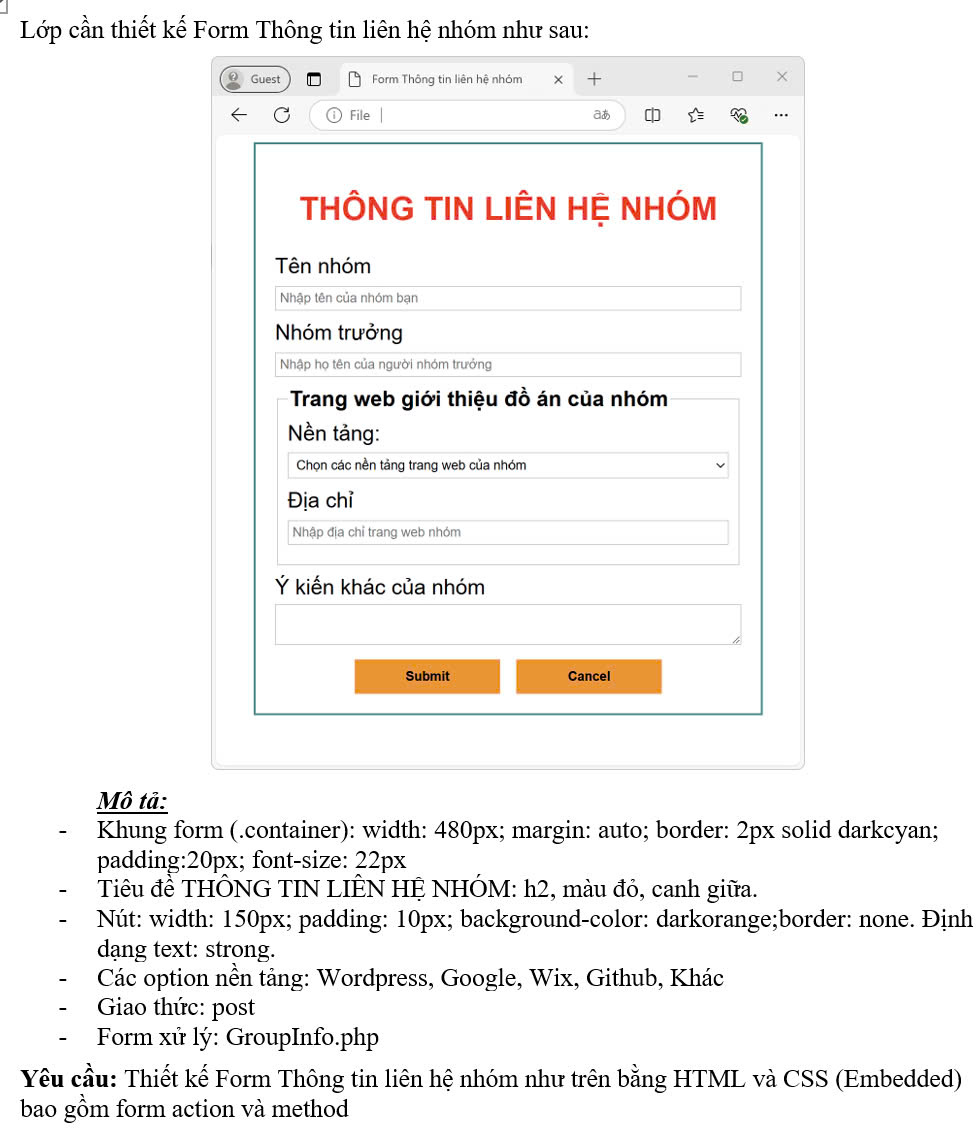 Lớp cần thiết kế Form Thông tin liên hệ nhóm như sau:
Guest
Form Thông tin liên hệ nhóm
File
aあ
THÔNG TIN LIÊN HỆ NHÓM
Tên nhóm
Nhập tên của nhóm bạn
Nhóm trưởng
Nhập họ tên của người nhóm trưởng
Trang web giới thiệu đồ án của nhóm
Nền tảng:
Chọn các nền tảng trang web của nhóm
Địa chỉ
Nhập địa chỉ trang web nhóm
Ý kiến khác của nhóm
Submit Cancel
Mô tả:
- Khung form (.container): width: 480px; margin: auto; border: 2px solid darkcyan;
padding:20px; font-size: 22px
- Tiêu đề THÔNG TIN LIÊN HỆ NHÓM: h2, màu đỏ, canh giữa.
- Nút: width: 150px; padding: 10px; background-color: darkorange;border: none. Định
dạng text: strong.
- Các option nền tảng: Wordpress, Google, Wix, Github, Khác
- Giao thức: post
- Form xử lý: GroupInfo.php
Yêu cầu: Thiết kế Form Thông tin liên hệ nhóm như trên bằng HTML và CSS (Embedded)
bao gồm form action và method